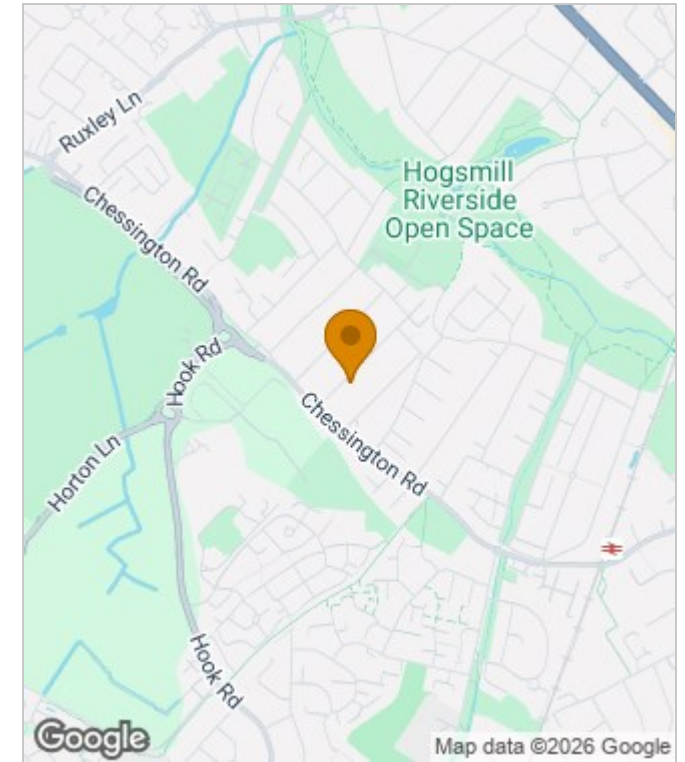 Ruxley Ln
Hogsmill
Riverside
Open Space
Chessington Rd
Hook Rd
Chessington Rd
Horton Ln
Hook Rd
Google
Map data ©2026 Google